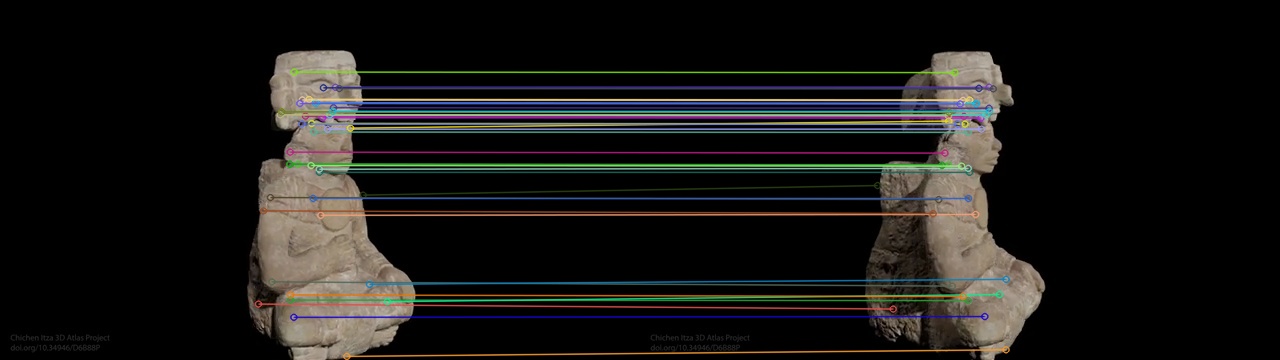 Chichen Itza 3D Atlas Project
doi.org/10.34946/D6B88P
Chichen Itza 3D Atlas Project
doi.org/10.34946/D6B88P